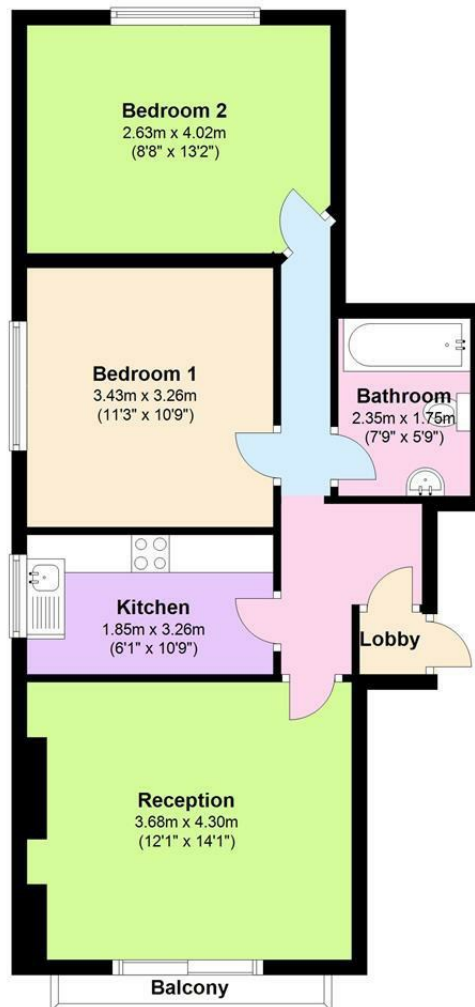 Bedroom 2
2.63m x 4.02m
(8'8" x 13'2")
Bedroom 1
3.43m x 3.26m
(11'3" x 10'9")
Bathroom
2.35m x 1.75m
(7'9" x 5'9")
Kitchen
1.85m x 3.26m
(6'1" x 10'9")
Lobby
Reception
3.68m x 4.30m
(12'1" x 14'1")
Balcony